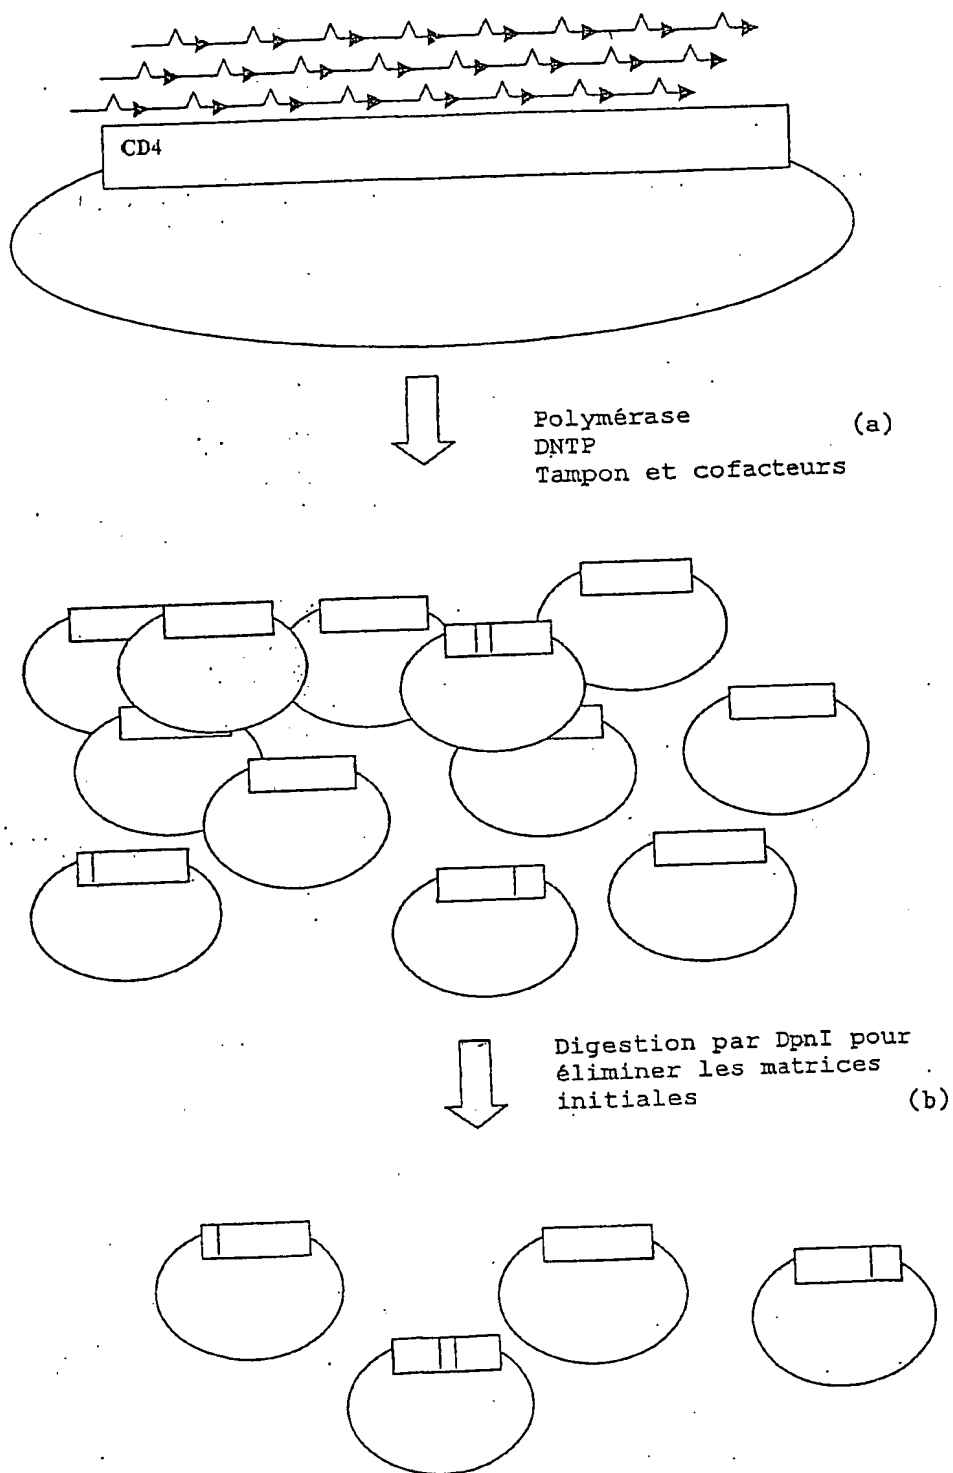 CD4
Polymérase (a)
DNTP
Tampon et cofacteurs
Digestion par DpnI pour
éliminer les matrices
initiales (b)